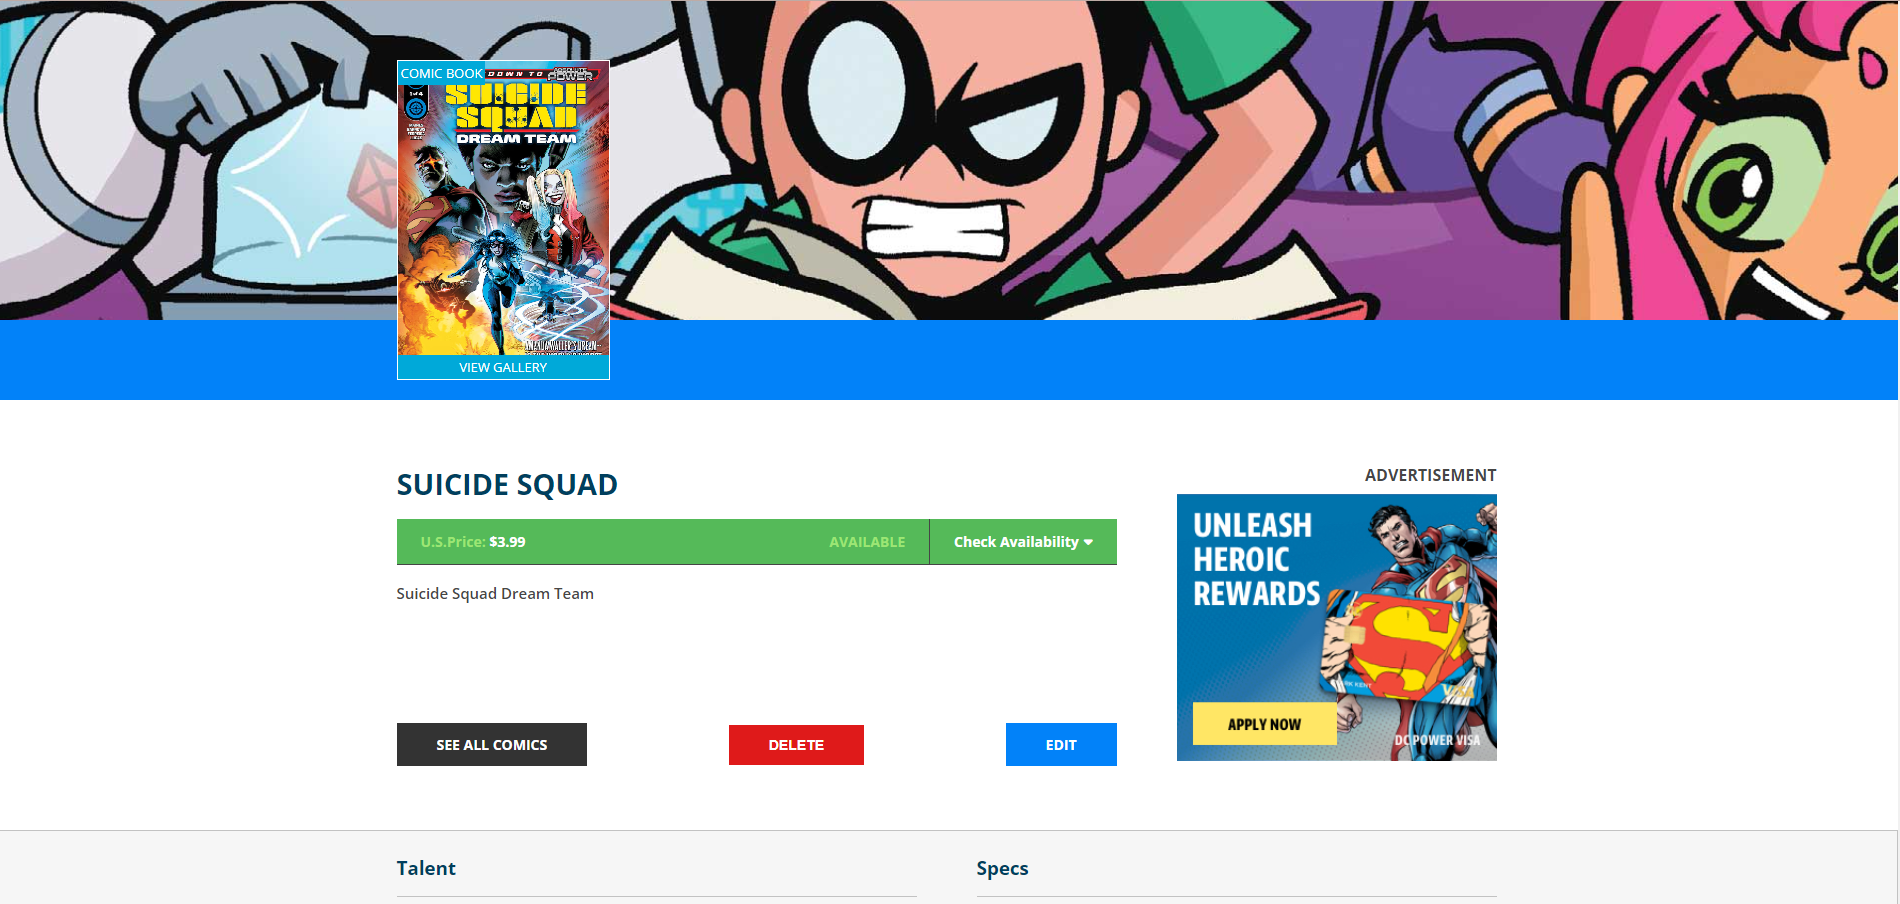 COMIC BOOK
DOWN TO
ABSOLUTE
POWER
1 of 4
SUICIDE
SQUAD
DREAM TEAM
VIEW GALLERY
SUICIDE SQUAD
U.S.Price: $3.99
AVAILABLE
Check Availability
Suicide Squad Dream Team
SEE ALL COMICS
DELETE
EDIT
ADVERTISEMENT
UNLEASH
HEROIC
REWARDS
APPLY NOW
DC POWER VISA
Talent
Specs